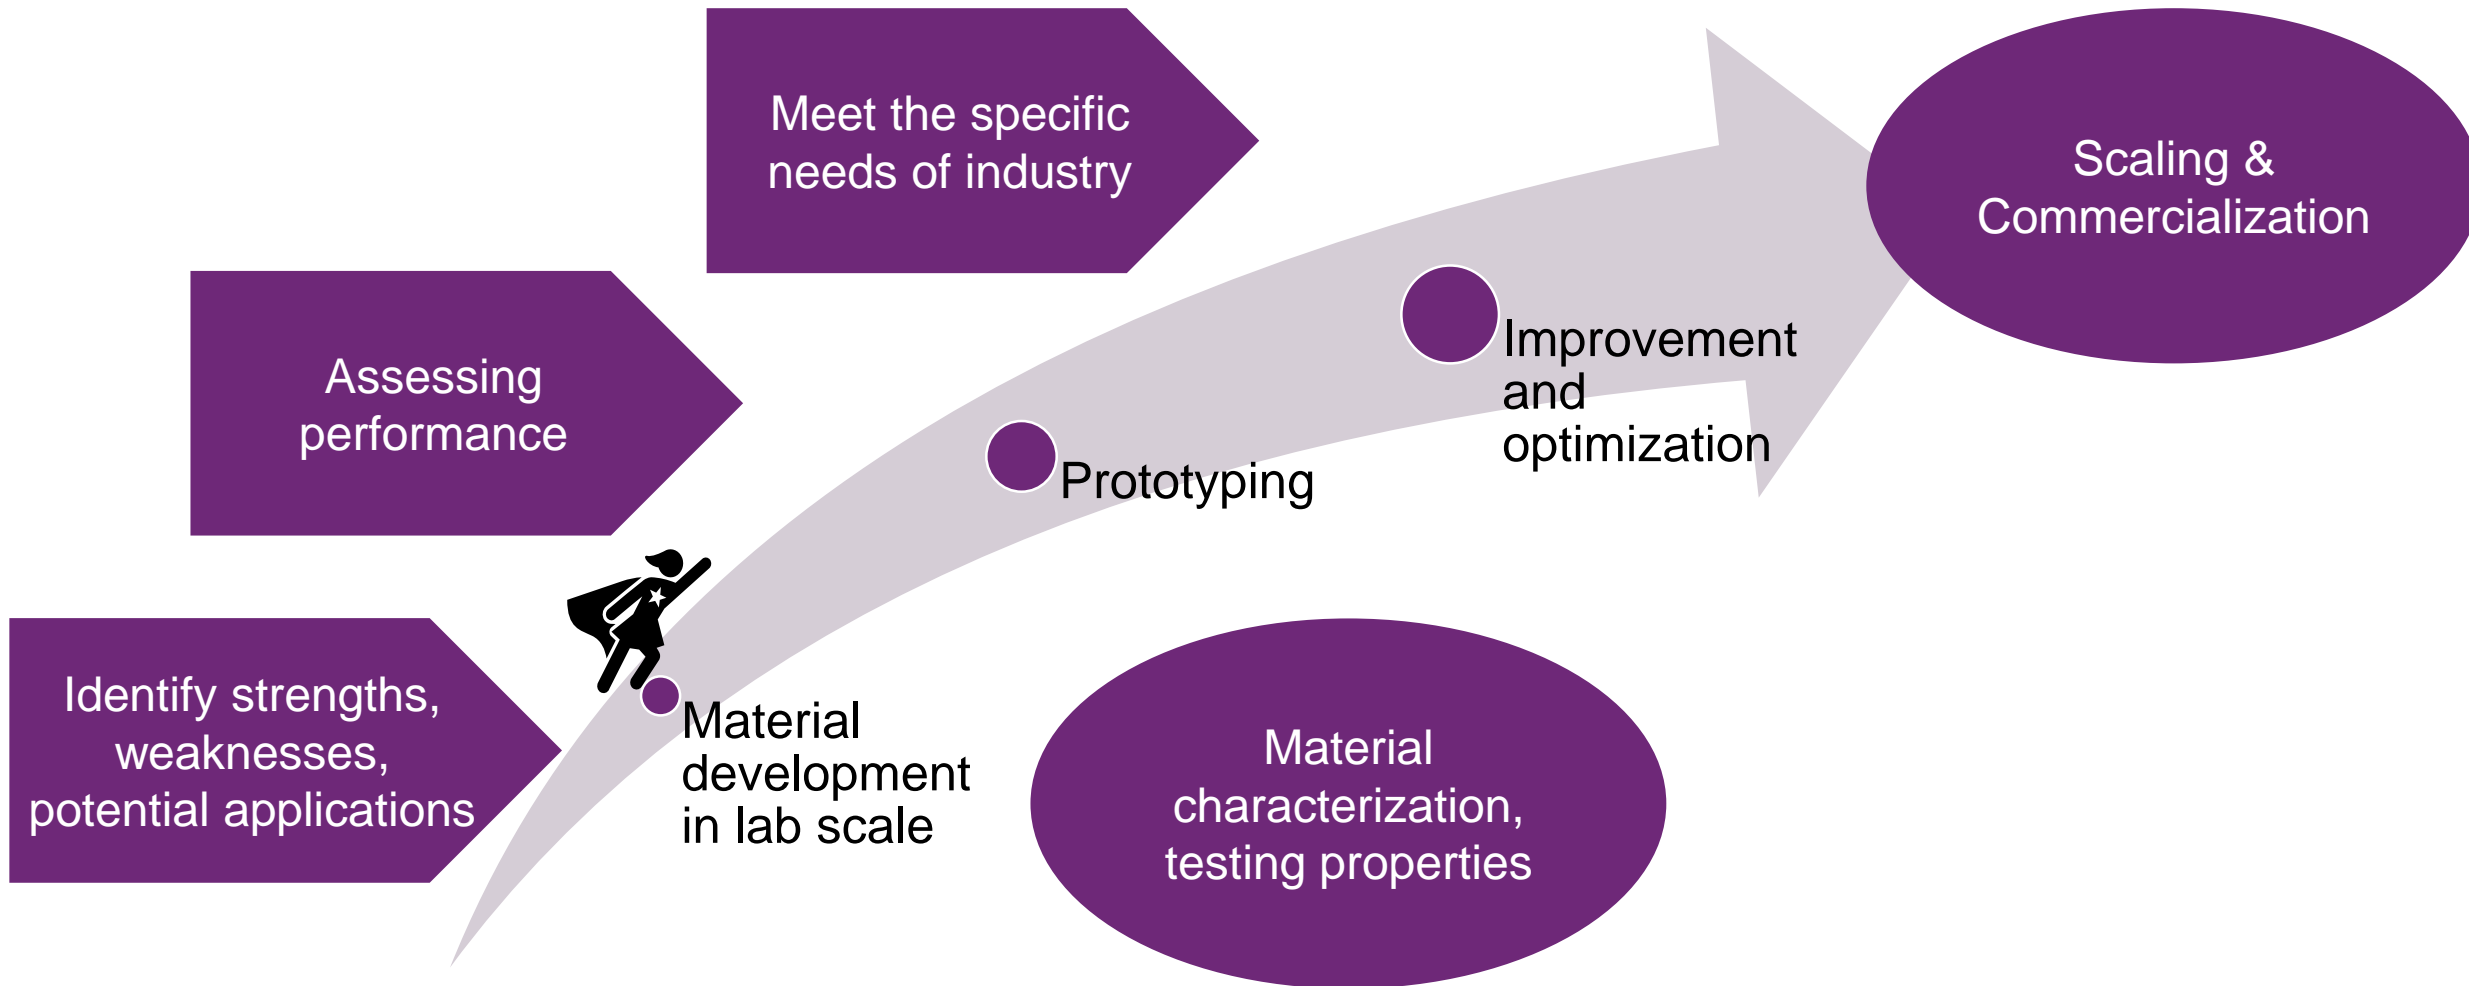 Meet the specific
needs of industry
Scaling &
Commercialization
Assessing
performance
Improvement
and
optimization
Prototyping
Identify strengths,
weaknesses,
potential applications
Material
development
in lab scale
Material
characterization,
testing properties